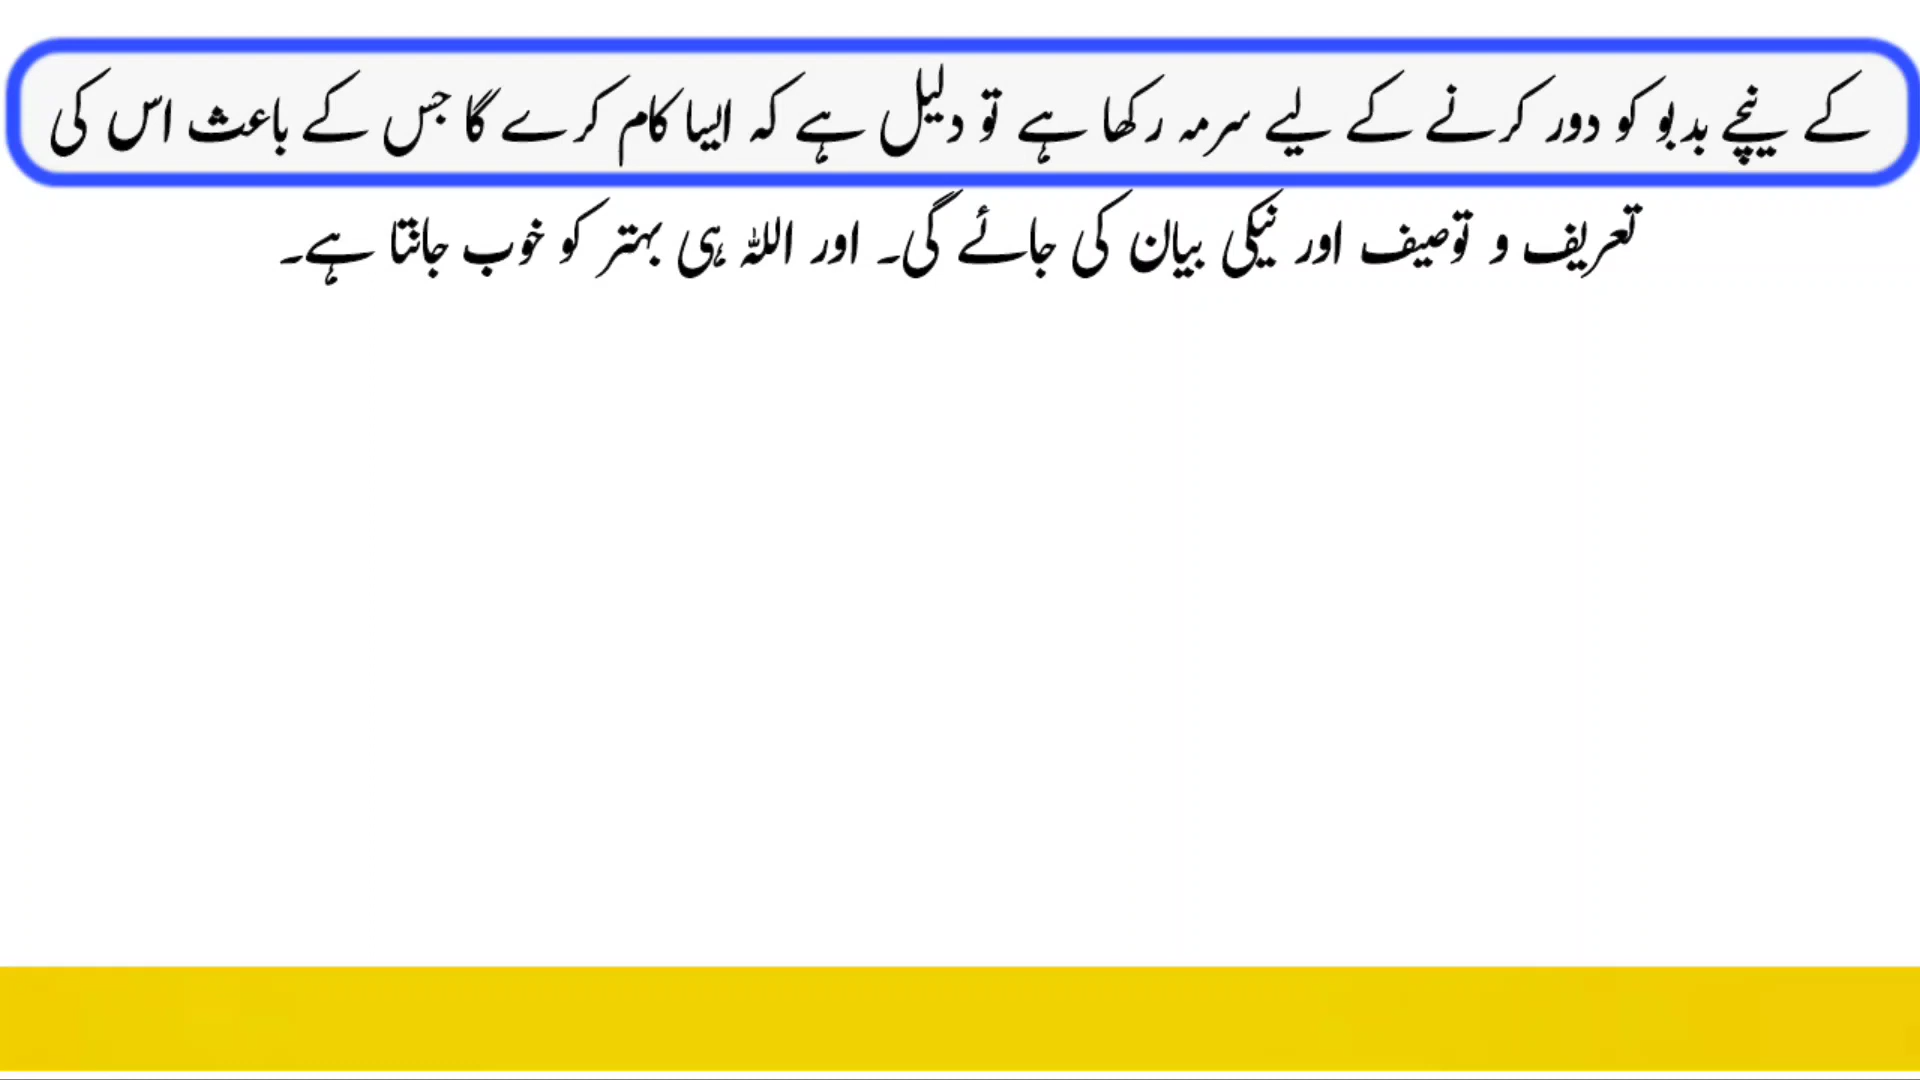 کے نیچے بدبو کو دور کرنے کے لیے سرمہ رکھا ہے تو دلیل ہے کہ ایسا کام کرے گا جس کے باعث اس کی
تعریف و توصیف اور نیکی بیان کی جائے گی۔ اور اللہ ہی بہتر کو خوب جانتا ہے۔